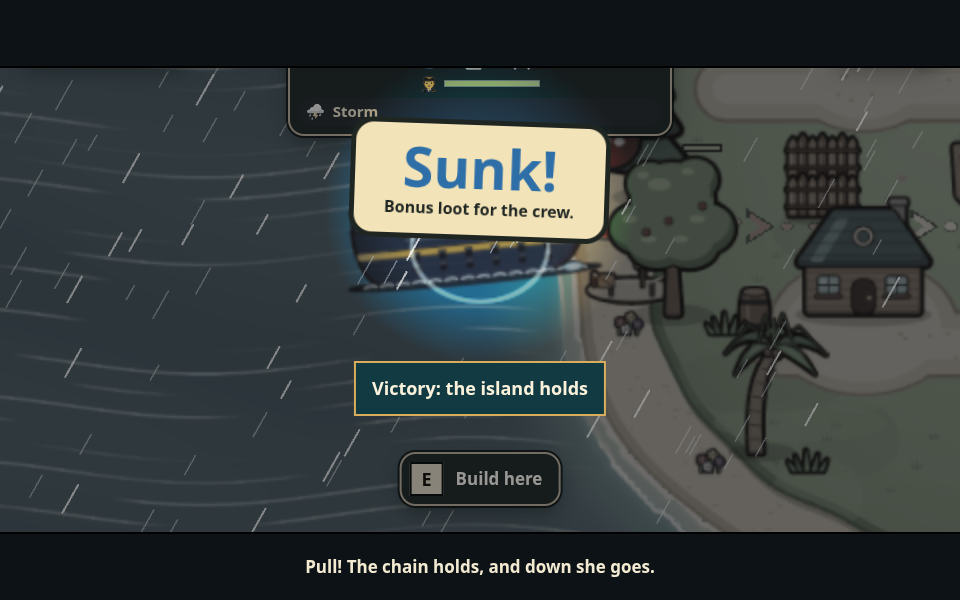 Storm
Sunk!
Bonus loot for the crew.
Victory: the island holds
E Build here
Pull! The chain holds, and down she goes.